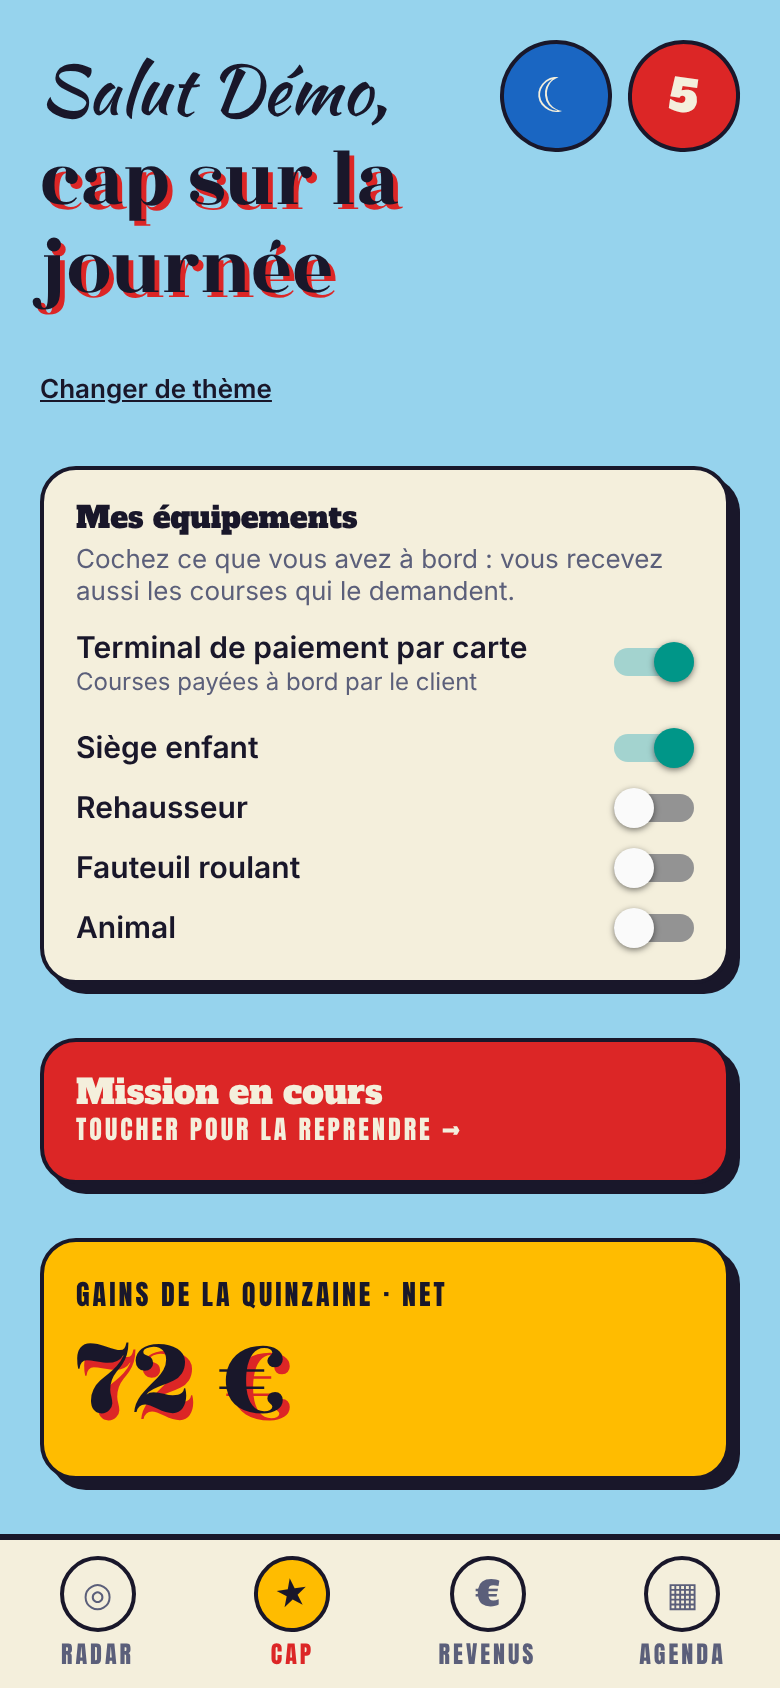 Salut Démo,
cap sur la
journée
☾
5
Changer de thème
Mes équipements
Cochez ce que vous avez à bord : vous recevez
aussi les courses qui le demandent.
Terminal de paiement par carte
Courses payées à bord par le client
Siège enfant
Rehausseur
Fauteuil roulant
Animal
Mission en cours
TOUCHER POUR LA REPRENDRE →
GAINS DE LA QUINZAINE · NET
72 €
◎
★
€
▦
RADAR
CAP
REVENUS
AGENDA